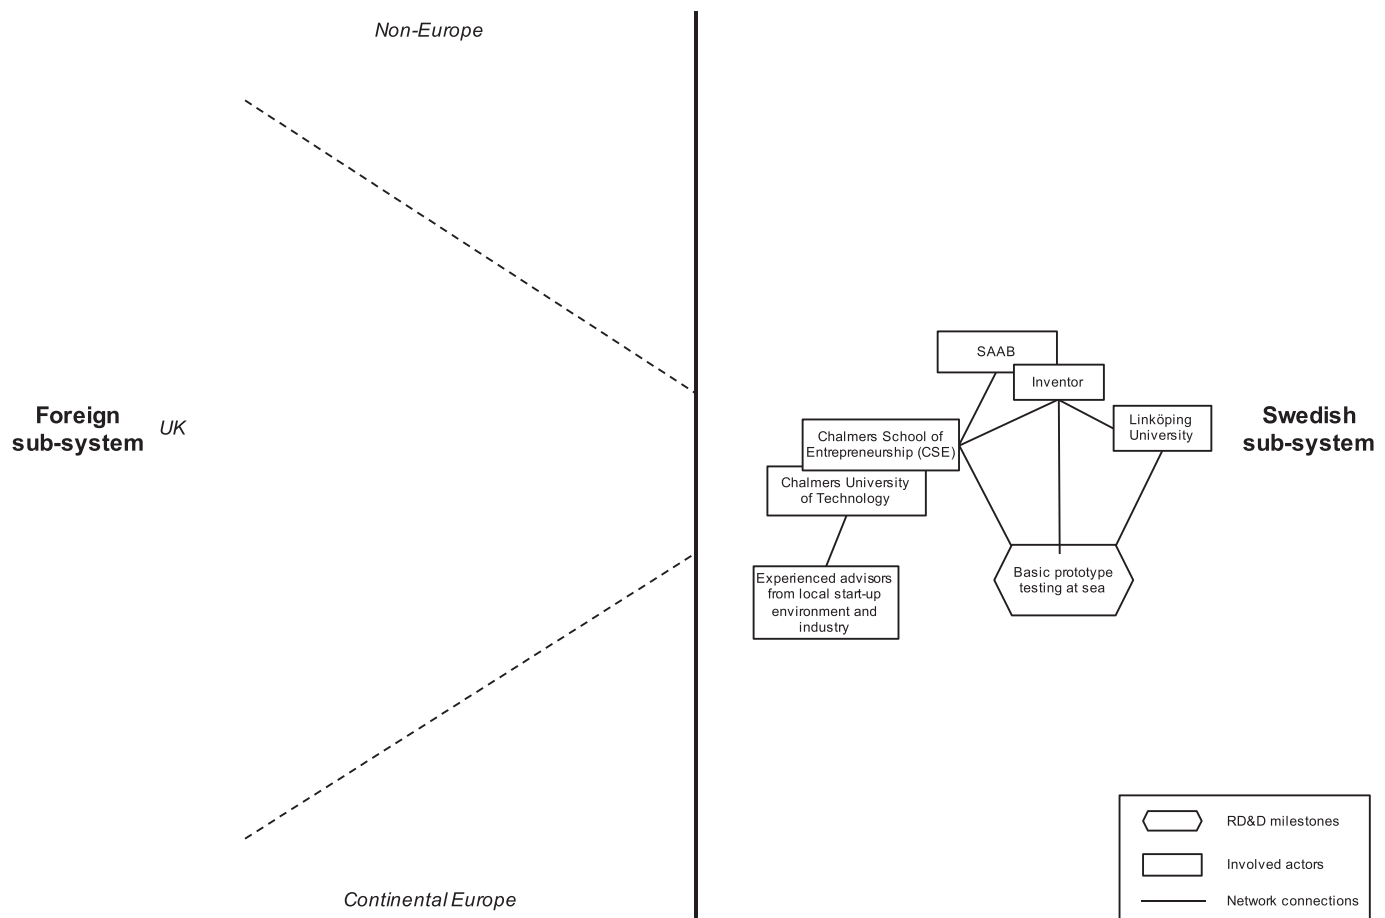 Non-Europe
SAAB
Inventor
Foreign
sub-system
UK
Linköping
University
Swedish
sub-system
Chalmers School of
Entrepreneurship (CSE)
Chalmers University
of Technology
Experienced advisors
from local start-up
environment and
industry
Basic prototype
testing at sea
RD&D milestones
Involved actors
Network connections
Continental Europe